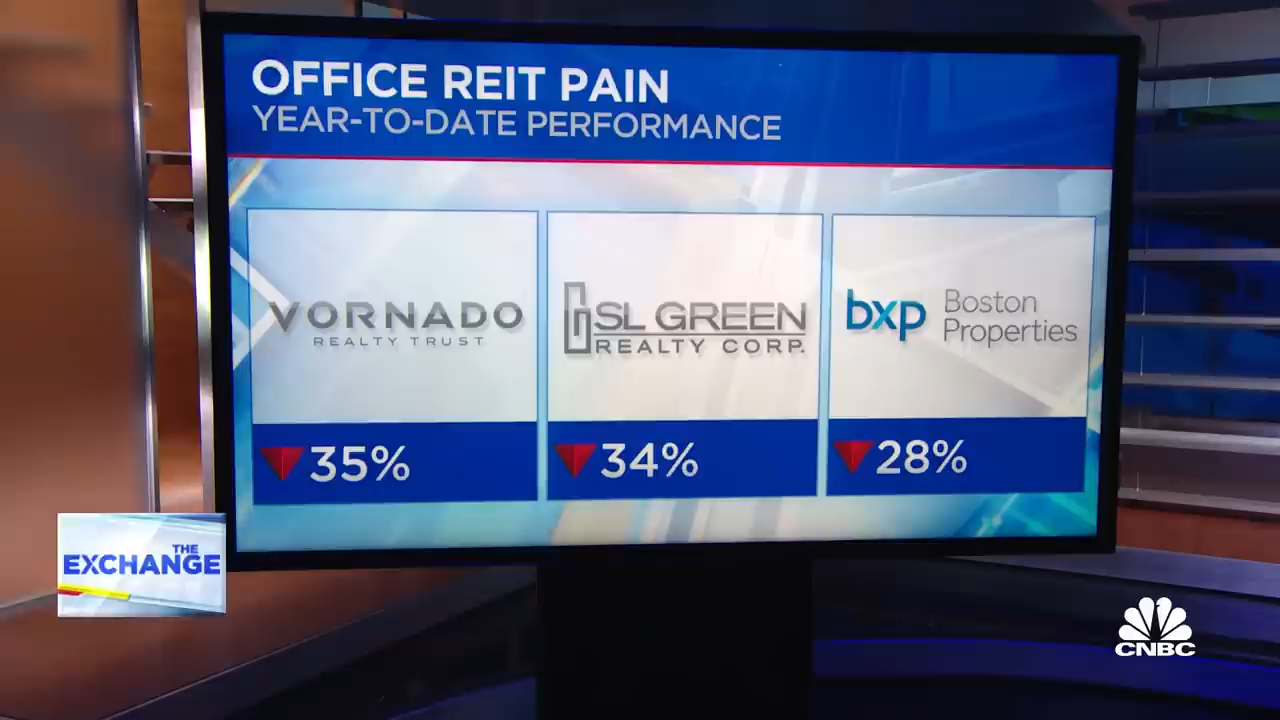 OFFICE REIT PAIN
YEAR-TO-DATE PERFORMANCE
VORNADO
REALTY TRUST
35%
SL GREEN
REALTY CORP.
34%
bxp
Boston
Properties
28%
THE
EXCHANGE
CNBC